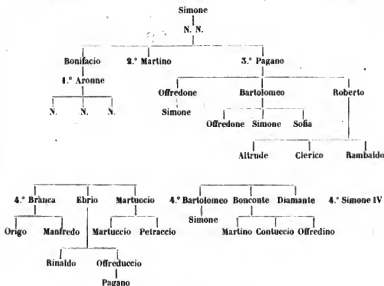 Simone
N. N.
Bonifacio 2.º Martino 3.º Pagano
1.º Aronne
Offredone Bartolomeo Roberto
N. N. N. Simone
Offredone Simone Sofia
Altrude Clerico Rambaldo
4.º Branca Ebrio Martuccio 4.º Bartolomeo Bonconte Diamante 4.º Simone IV
Simone
Origo Manfredo Martuccio Petraccio Martino Contuccio Offredino
Rinaldo Offreduccio
Pagano